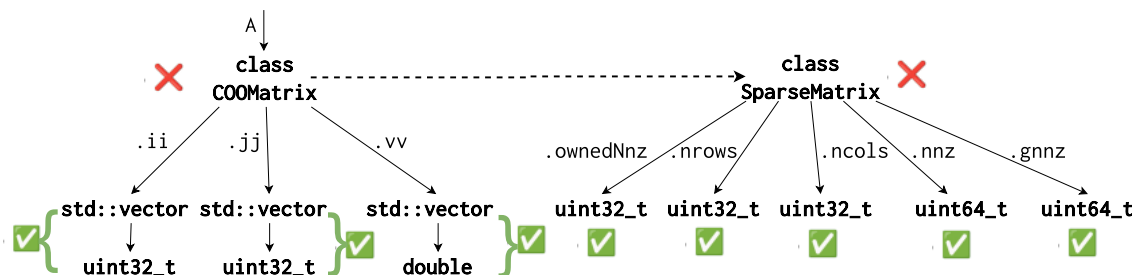 A
class
COOMatrix
class
SparseMatrix
.ii
.jj
.vv
.ownedNnz
.nrows
.ncols
.nnz
.gnnz
std::vector
std::vector
std::vector
uint32_t
uint32_t
uint32_t
uint64_t
uint64_t
uint32_t
uint32_t
double